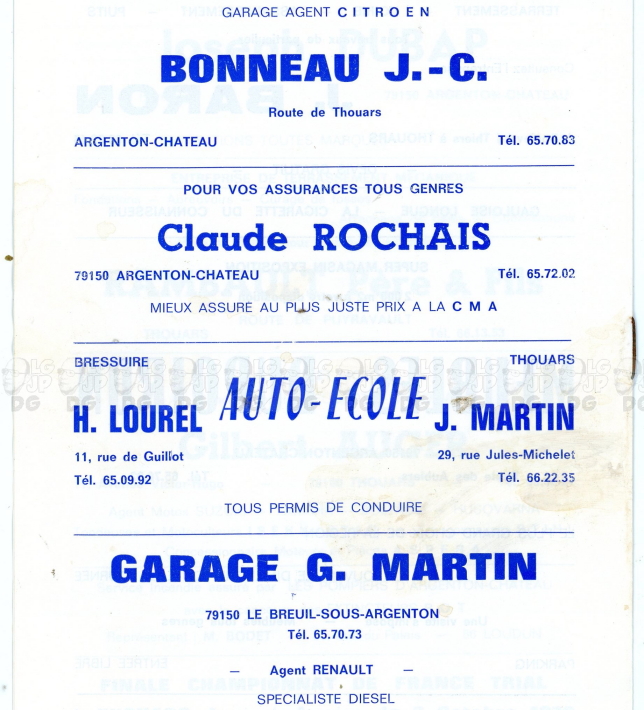 GARAGE AGENT CITROEN
BONNEAU J.-C.
Route de Thouars
ARGENTON-CHATEAU Tél. 65.70.83
POUR VOS ASSURANCES TOUS GENRES
Claude ROCHAIS
79150 ARGENTON-CHATEAU Tél. 65.72.02
MIEUX ASSURE AU PLUS JUSTE PRIX A LA CMA
BRESSUIRE THOUARS
H. LOUREL AUTO-ECOLE J. MARTIN
11, rue de Guillot 29, rue Jules-Michelet
Tél. 65.09.92 Tél. 66.22.35
TOUS PERMIS DE CONDUIRE
GARAGE G. MARTIN
79150 LE BREUIL-SOUS-ARGENTON
Tél. 65.70.73
— Agent RENAULT —
SPECIALISTE DIESEL